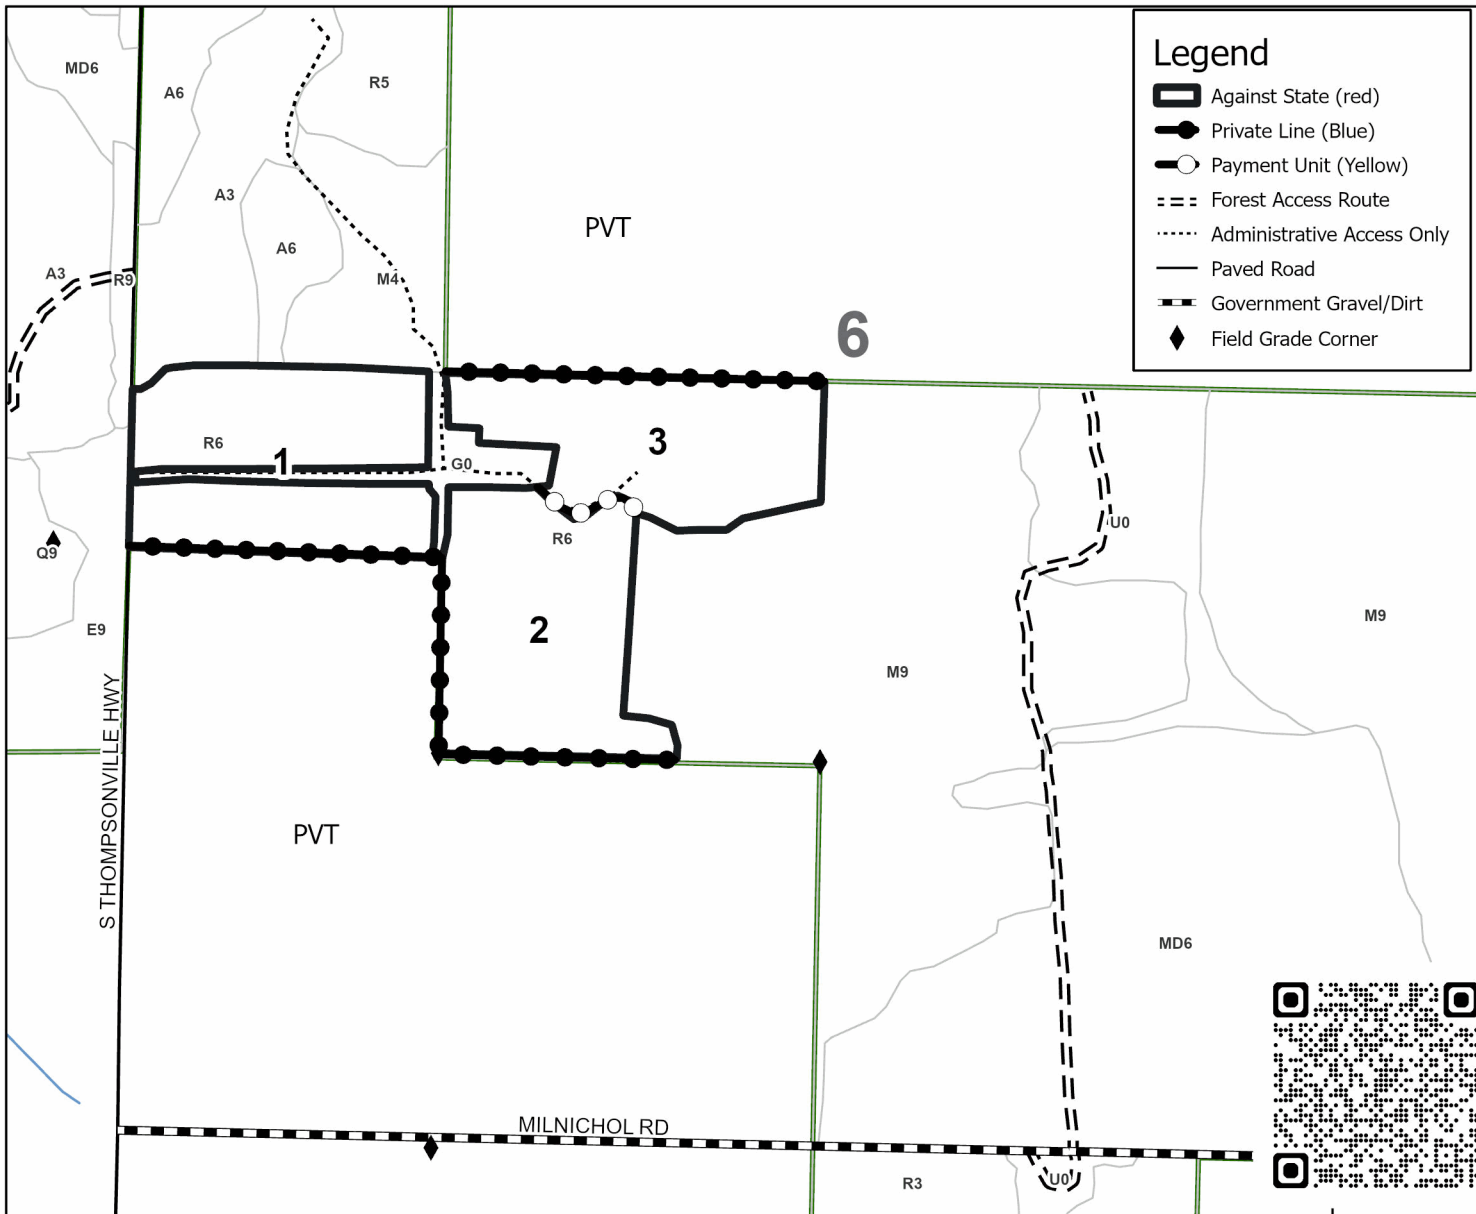 Legend
Against State (red)
Private Line (Blue)
Payment Unit (Yellow)
Forest Access Route
Administrative Access Only
Paved Road
Government Gravel/Dirt
Field Grade Corner
MD6
A6
R5
A3
PVT
A6
A3
R9
M4
6
R6
1
G0
3
U0
R6
Q9
E9
2
M9
M9
S THOMPSONVILLE HWY
PVT
MD6
MILNICHOL RD
R3
U0